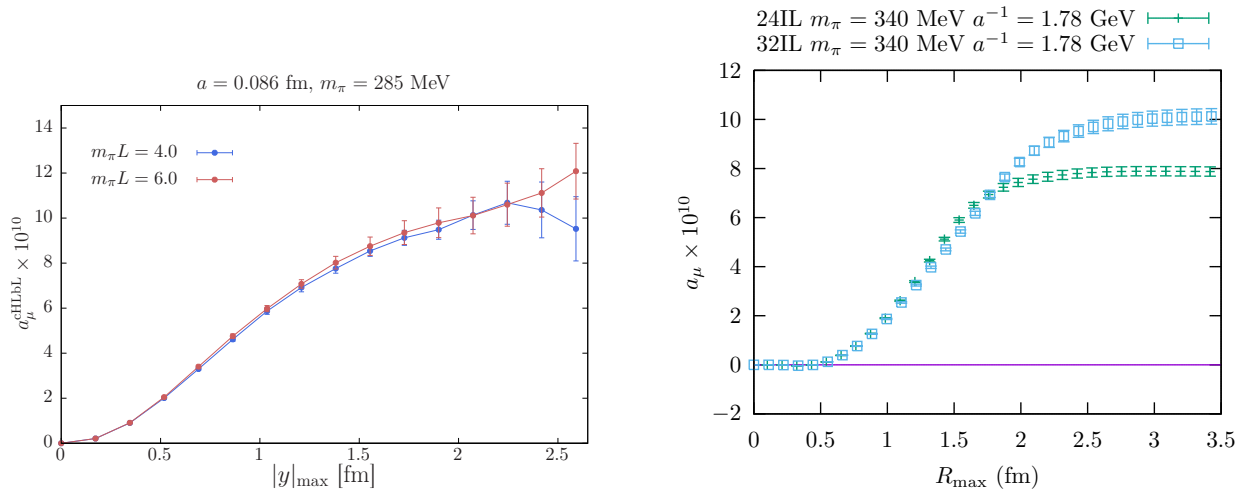 a = 0.086 fm, m_π = 285 MeV
14
12
10
8
6
4
2
0
a_μ^cHLbL × 10^10
m_πL = 4.0
m_πL = 6.0
0 0.5 1 1.5 2 2.5
|y|_max [fm]
24IL m_π = 340 MeV a^−1 = 1.78 GeV
32IL m_π = 340 MeV a^−1 = 1.78 GeV
12
10
8
6
4
2
0
−2
a_μ × 10^10
0 0.5 1 1.5 2 2.5 3 3.5
R_max (fm)